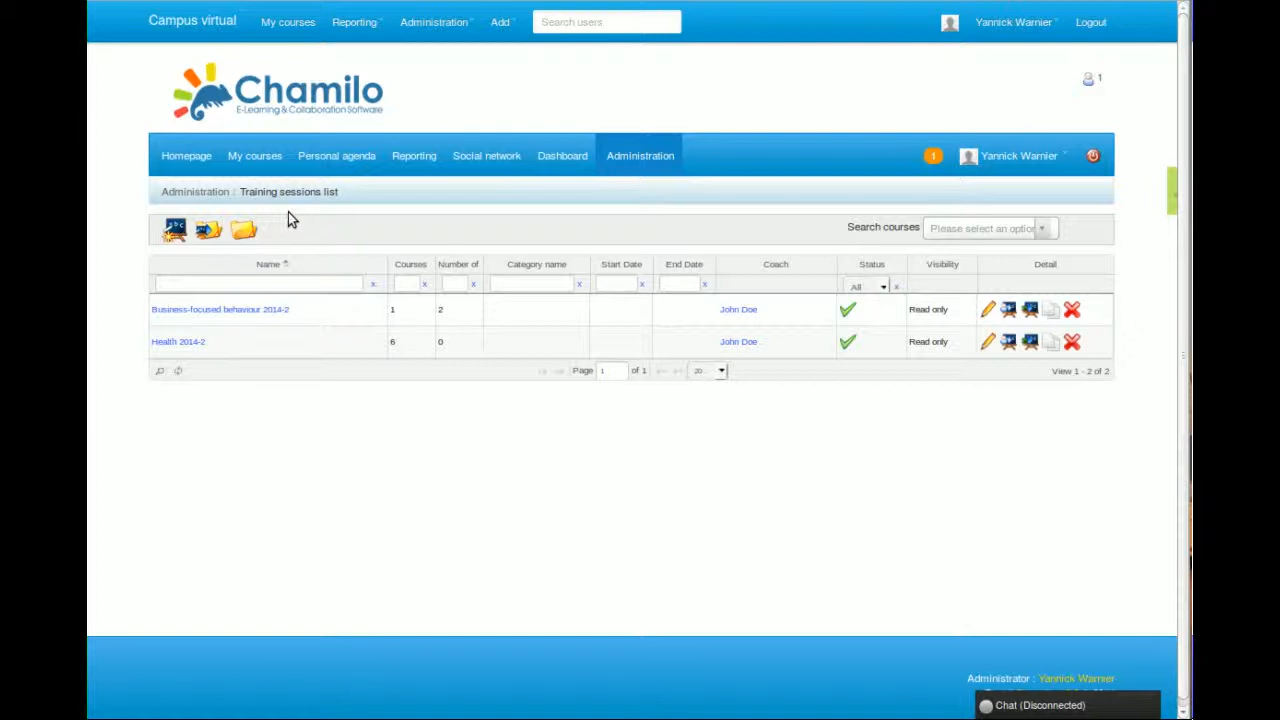 Campus virtual My courses Reporting Administration Add Search users Yannick Warnier Logout
Chamilo
E-Learning & Collaboration Software
1
Homepage My courses Personal agenda Reporting Social network Dashboard Administration 1 Yannick Warnier
Administration / Training sessions list
Search courses Please select an option
Name Courses Number of Category name Start Date End Date Coach Status Visibility Detail
x x x x x x All x
Business-focused behaviour 2014-2 1 2 John Doe Read only
Health 2014-2 6 0 John Doe Read only
Page 1 of 1 20 View 1 - 2 of 2
Administrator : Yannick Warnier
Chat (Disconnected)